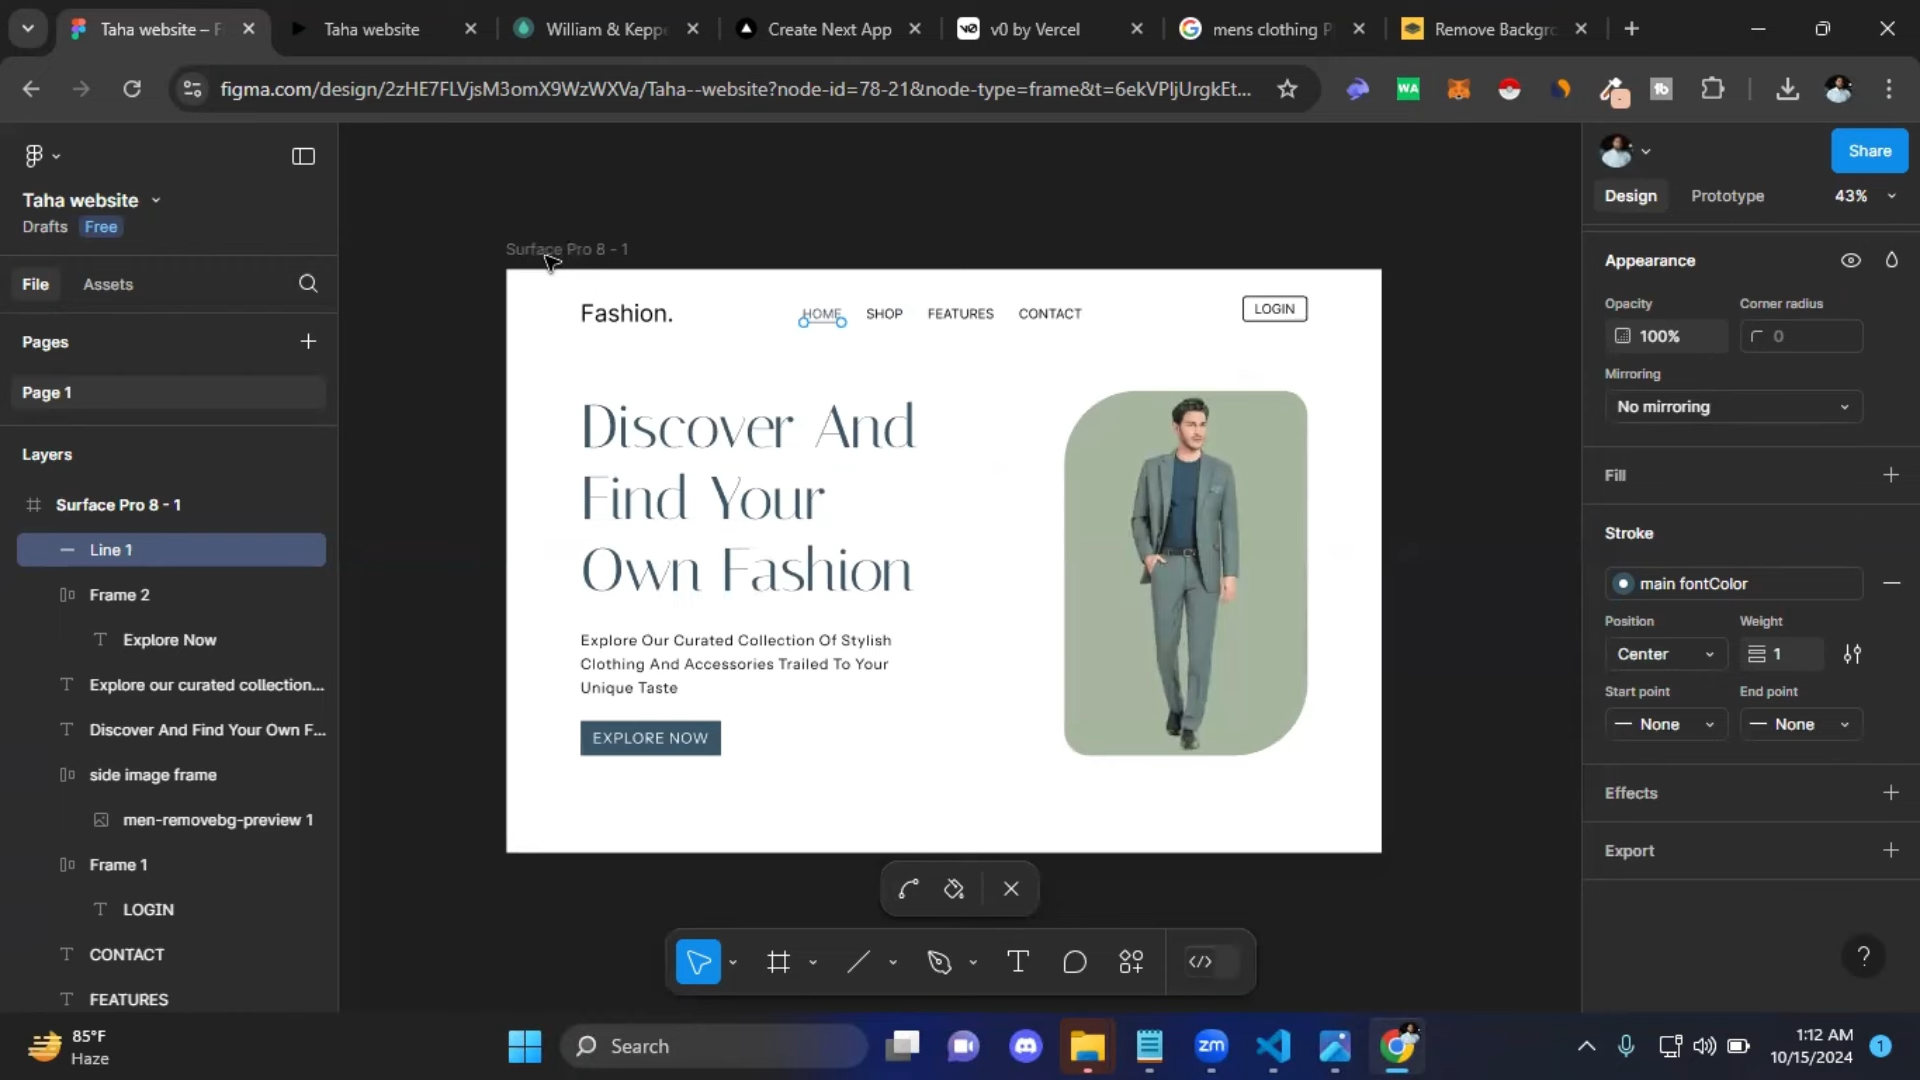 Taha website – F
Taha website
William & Keppe
Create Next App
v0 by Vercel
mens clothing P
Remove Backgro
figma.com/design/2zHE7FLVjsM3omX9WzWXVa/Taha--website?node-id=78-21&node-type=frame&t=6ekVPljUrgkEt...
WA
Taha website
Drafts Free
File Assets
Pages
Page 1
Layers
Surface Pro 8 - 1
Line 1
Frame 2
Explore Now
Explore our curated collection...
Discover And Find Your Own F...
side image frame
men-removebg-preview 1
Frame 1
LOGIN
CONTACT
FEATURES
Surface Pro 8 - 1
Fashion.
HOME SHOP FEATURES CONTACT
LOGIN
Discover And
Find Your
Own Fashion
Explore Our Curated Collection Of Stylish
Clothing And Accessories Trailed To Your
Unique Taste
EXPLORE NOW
Share
Design Prototype 43%
Appearance
Opacity Corner radius
100% 0
Mirroring
No mirroring
Fill
Stroke
main fontColor
Position Weight
Center 1
Start point End point
None None
Effects
Export
?
85°F
Haze
Search
zm
1:12 AM
10/15/2024
1